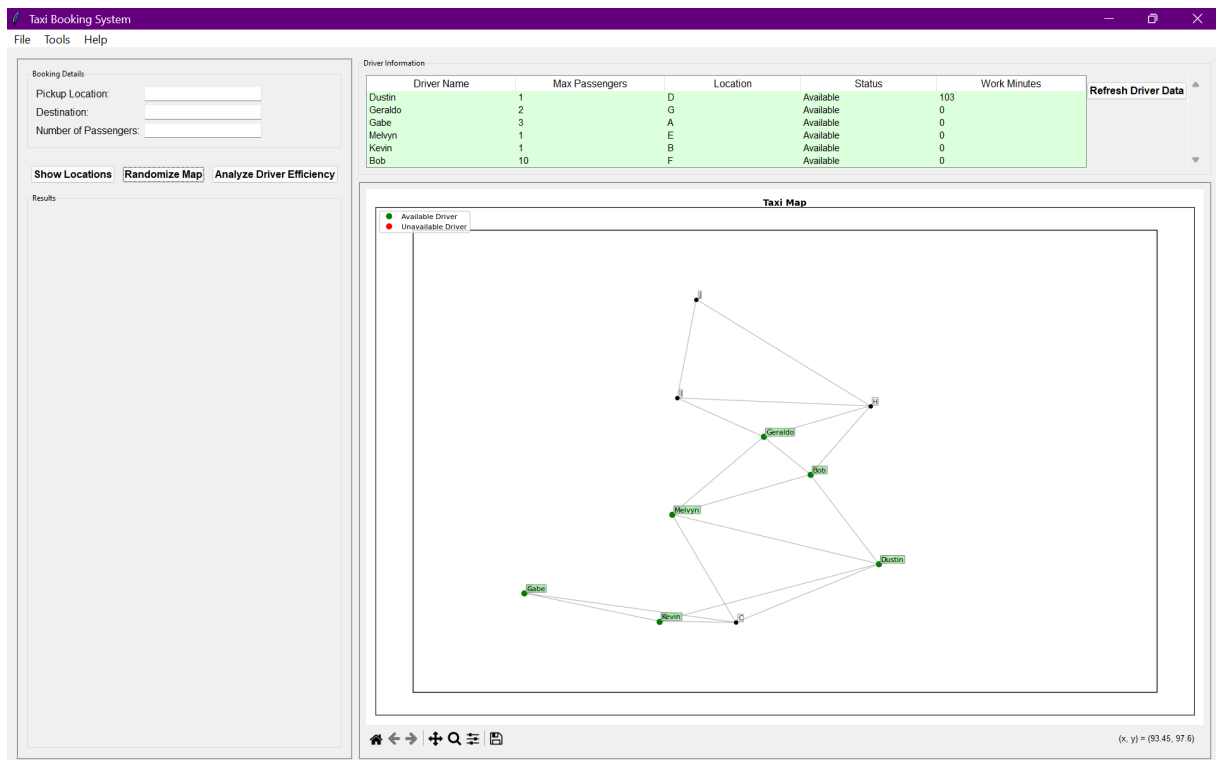 Taxi Booking System
File Tools Help
Booking Details
Pickup Location:
Destination:
Number of Passengers:
Show Locations Randomize Map Analyze Driver Efficiency
Results
Driver Information
Driver Name Max Passengers Location Status Work Minutes
Dustin 1 D Available 103
Geraldo 2 G Available 0
Gabe 3 A Available 0
Melvyn 1 E Available 0
Kevin 1 B Available 0
Bob 10 F Available 0
Refresh Driver Data
Taxi Map
Available Driver
Unavailable Driver
J
I
H
Geraldo
Bob
Melvyn
Dustin
Gabe
Kevin
C
(x, y) = (93.45, 97.6)